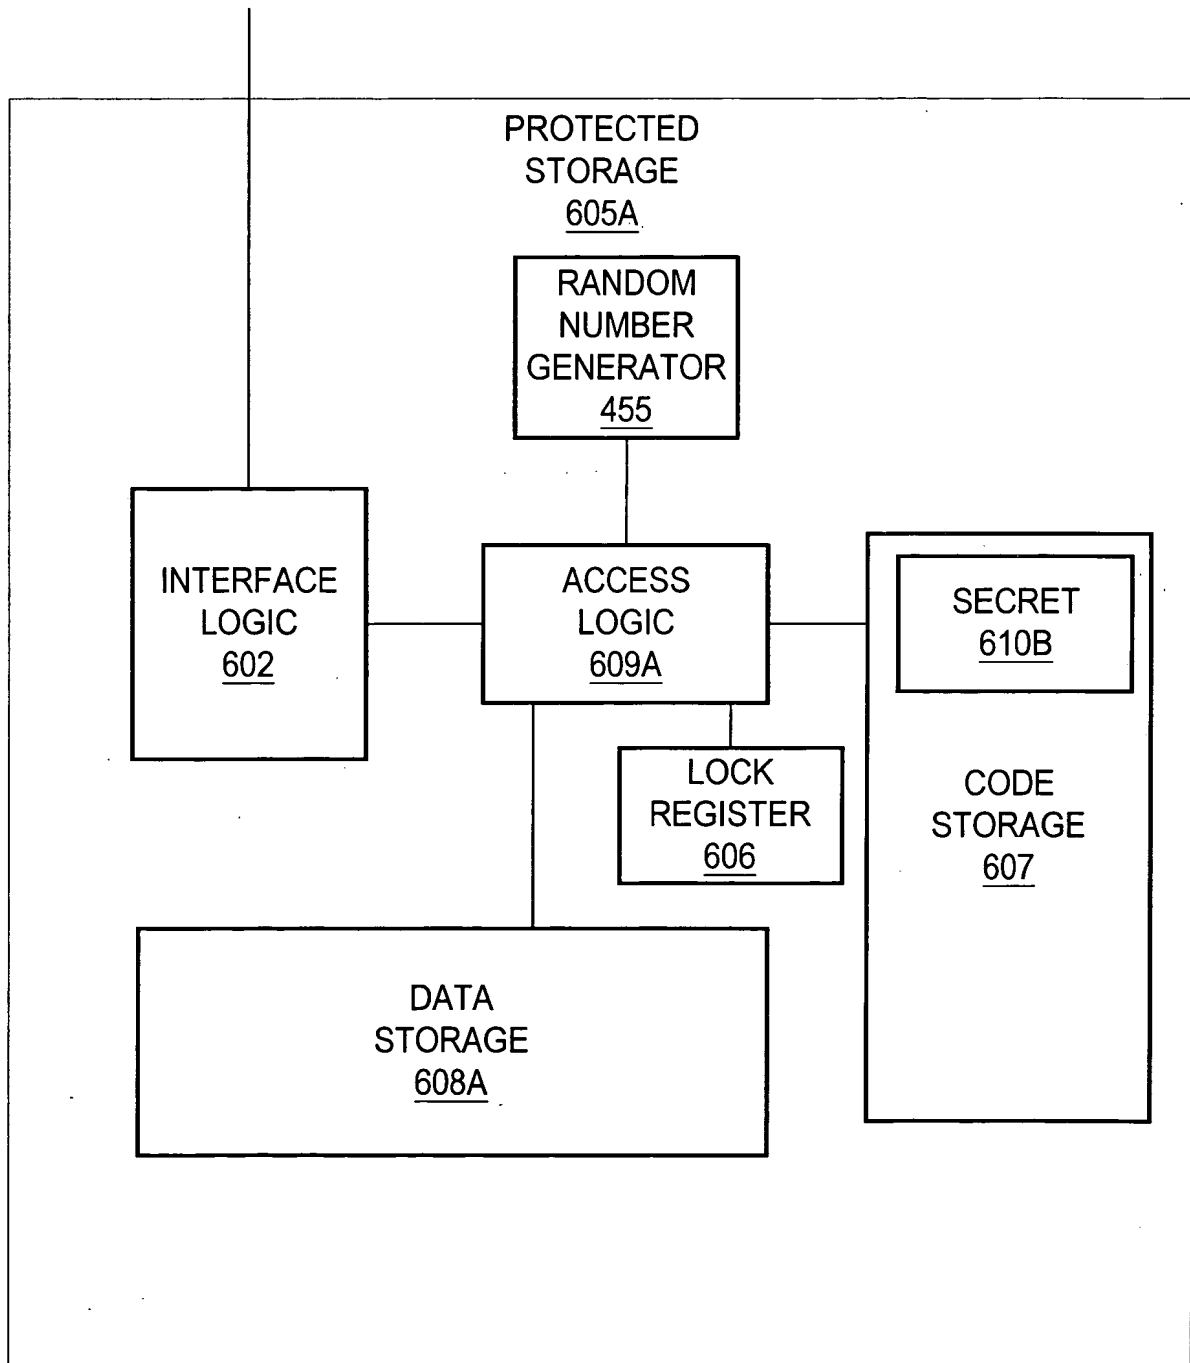 PROTECTED
STORAGE
605A
RANDOM
NUMBER
GENERATOR
455
INTERFACE
LOGIC
602
ACCESS
LOGIC
609A
SECRET
610B
LOCK
REGISTER
606
CODE
STORAGE
607
DATA
STORAGE
608A